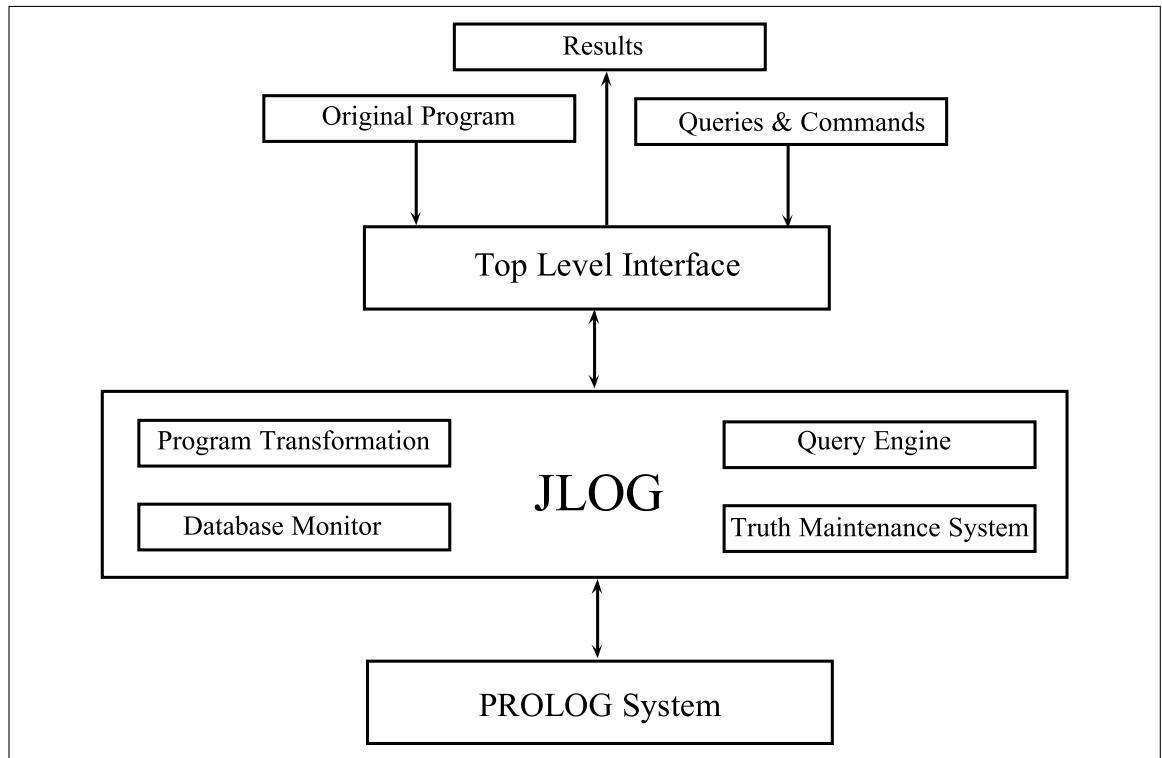 Results
Original Program
Queries & Commands
Top Level Interface
Program Transformation
Query Engine
JLOG
Database Monitor
Truth Maintenance System
PROLOG System